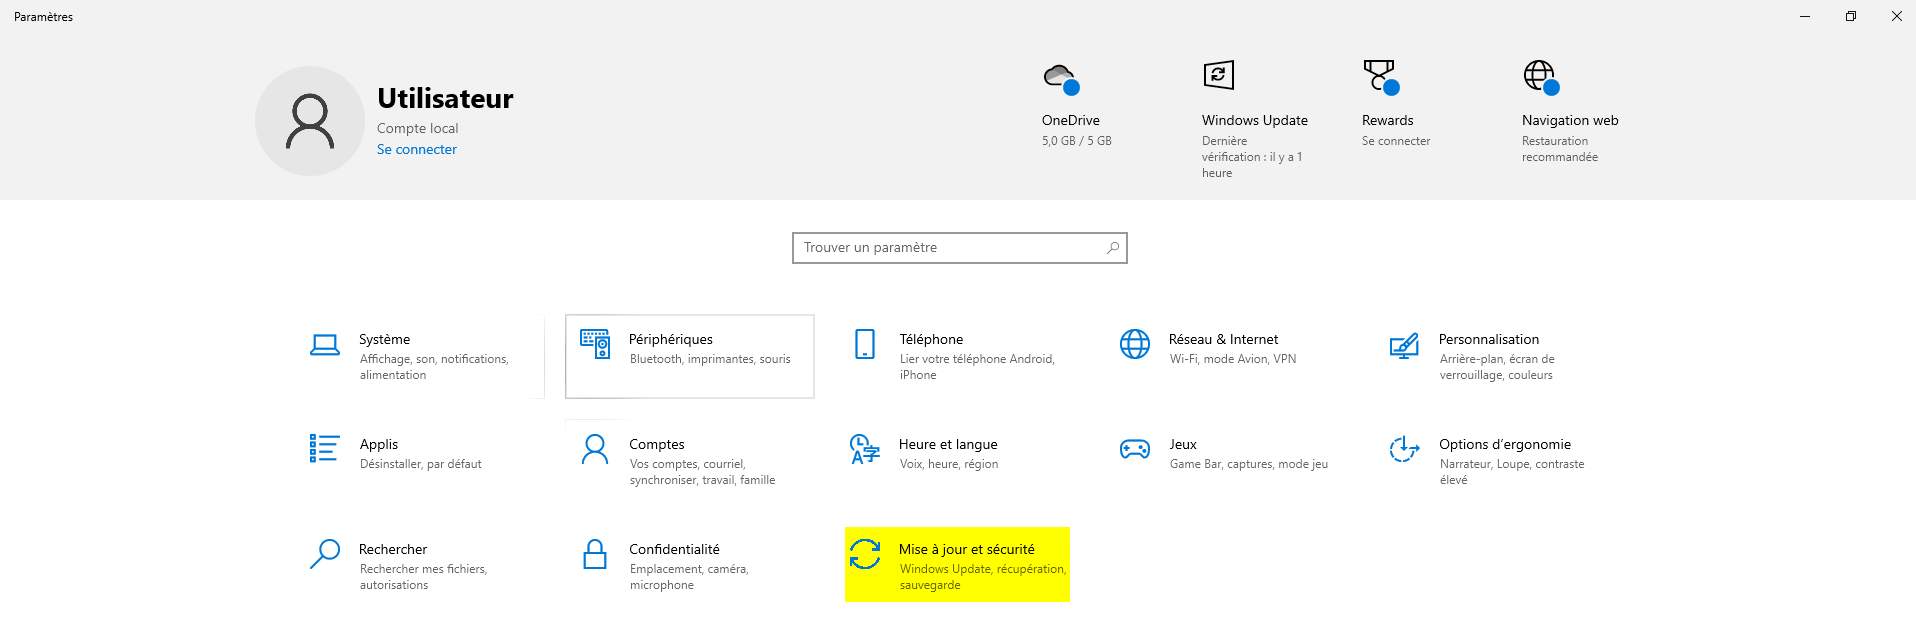 Paramètres
Utilisateur
Compte local
Se connecter
OneDrive
5,0 GB / 5 GB
Windows Update
Dernière
vérification : il y a 1
heure
Rewards
Se connecter
Navigation web
Restauration
recommandée
Trouver un paramètre
Système
Affichage, son, notifications,
alimentation
Périphériques
Bluetooth, imprimantes, souris
Téléphone
Lier votre téléphone Android,
iPhone
Réseau & Internet
Wi-Fi, mode Avion, VPN
Personnalisation
Arrière-plan, écran de
verrouillage, couleurs
Applis
Désinstaller, par défaut
Comptes
Vos comptes, courriel,
synchroniser, travail, famille
Heure et langue
Voix, heure, région
Jeux
Game Bar, captures, mode jeu
Options d’ergonomie
Narrateur, Loupe, contraste
élevé
Rechercher
Rechercher mes fichiers,
autorisations
Confidentialité
Emplacement, caméra,
microphone
Mise à jour et sécurité
Windows Update, récupération,
sauvegarde